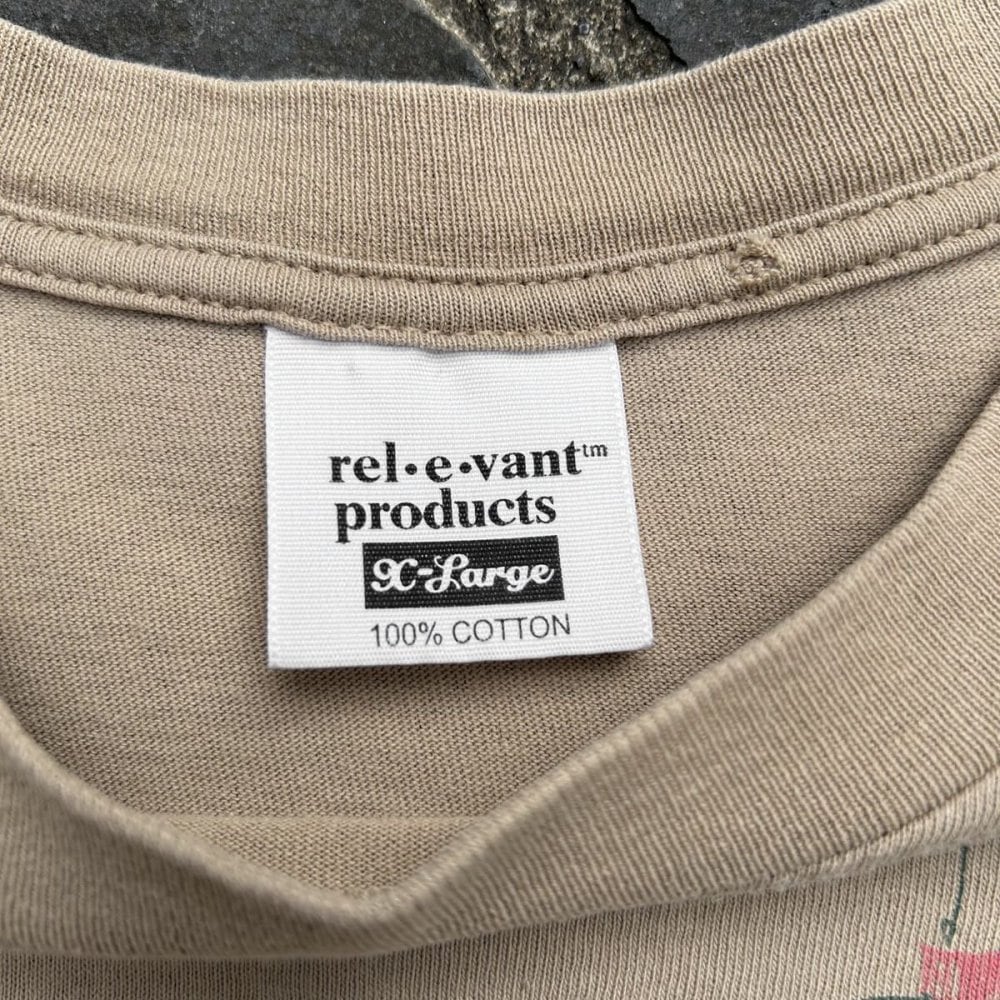 rel•e•vant™
products
X-Large
100% COTTON